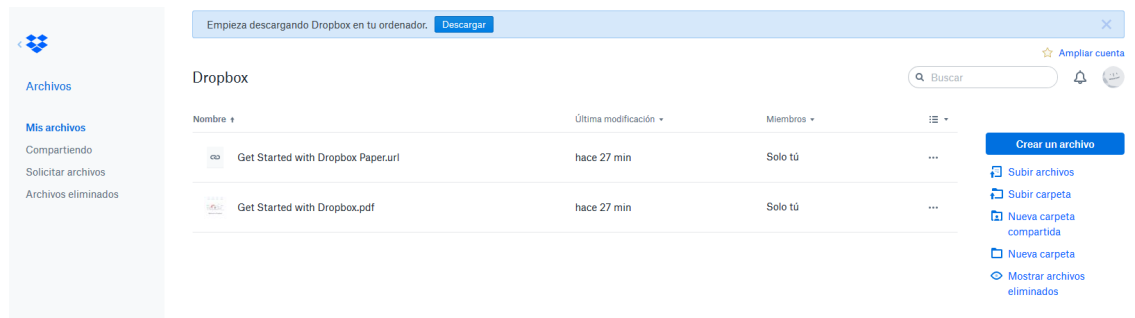 Empieza descargando Dropbox en tu ordenador. Descargar
Ampliar cuenta
Dropbox
Buscar
Archivos
Mis archivos
Compartiendo
Solicitar archivos
Archivos eliminados
Nombre Última modificación Miembros
Get Started with Dropbox Paper.url hace 27 min Solo tú
Get Started with Dropbox.pdf hace 27 min Solo tú
Crear un archivo
Subir archivos
Subir carpeta
Nueva carpeta
compartida
Nueva carpeta
Mostrar archivos
eliminados